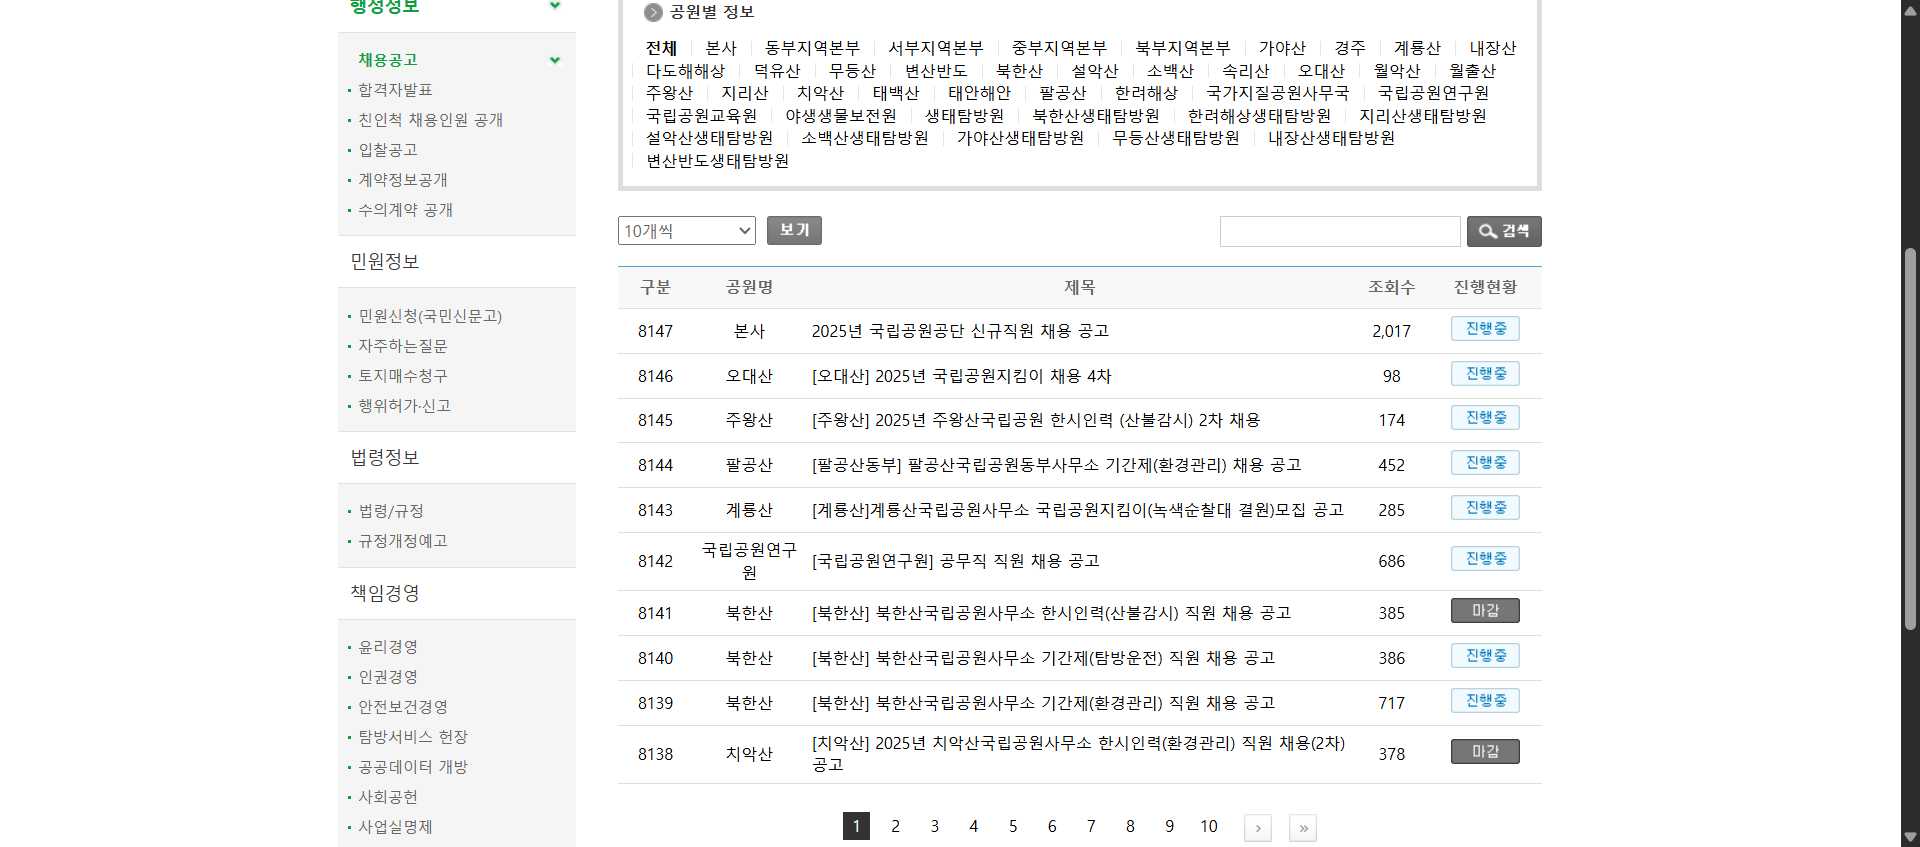 행정정보
채용공고
합격자발표
친인척 채용인원 공개
입찰공고
계약정보공개
수의계약 공개
민원정보
민원신청(국민신문고)
자주하는질문
토지매수청구
행위허가·신고
법령정보
법령/규정
규정개정예고
책임경영
윤리경영
인권경영
안전보건경영
탐방서비스 헌장
공공데이터 개방
사회공헌
사업실명제
공원별 정보
전체 본사 동부지역본부 서부지역본부 중부지역본부 북부지역본부 가야산 경주 계룡산 내장산
다도해해상 덕유산 무등산 변산반도 북한산 설악산 소백산 속리산 오대산 월악산 월출산
주왕산 지리산 치악산 태백산 태안해안 팔공산 한려해상 국가지질공원사무국 국립공원연구원
국립공원교육원 야생생물보전원 생태탐방원 북한산생태탐방원 한려해상생태탐방원 지리산생태탐방원
설악산생태탐방원 소백산생태탐방원 가야산생태탐방원 무등산생태탐방원 내장산생태탐방원
변산반도생태탐방원
10개씩 보기 검색
구분 공원명 제목 조회수 진행현황
8147 본사 2025년 국립공원공단 신규직원 채용 공고 2,017 진행중
8146 오대산 [오대산] 2025년 국립공원지킴이 채용 4차 98 진행중
8145 주왕산 [주왕산] 2025년 주왕산국립공원 한시인력 (산불감시) 2차 채용 174 진행중
8144 팔공산 [팔공산동부] 팔공산국립공원동부사무소 기간제(환경관리) 채용 공고 452 진행중
8143 계룡산 [계룡산]계룡산국립공원사무소 국립공원지킴이(녹색순찰대 결원)모집 공고 285 진행중
8142 국립공원연구원 [국립공원연구원] 공무직 직원 채용 공고 686 진행중
8141 북한산 [북한산] 북한산국립공원사무소 한시인력(산불감시) 직원 채용 공고 385 마감
8140 북한산 [북한산] 북한산국립공원사무소 기간제(탐방운전) 직원 채용 공고 386 진행중
8139 북한산 [북한산] 북한산국립공원사무소 기간제(환경관리) 직원 채용 공고 717 진행중
8138 치악산 [치악산] 2025년 치악산국립공원사무소 한시인력(환경관리) 직원 채용(2차) 공고 378 마감
1 2 3 4 5 6 7 8 9 10 › »